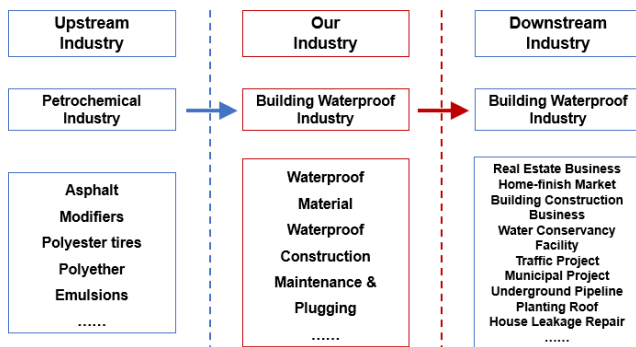 Upstream
Industry
Our
Industry
Downstream
Industry
Petrochemical
Industry
Building Waterproof
Industry
Building Waterproof
Industry
Asphalt
Modifiers
Polyester tires
Polyether
Emulsions
......
Waterproof
Material
Waterproof
Construction
Maintenance &
Plugging
......
Real Estate Business
Home-finish Market
Building Construction
Business
Water Conservancy
Facility
Traffic Project
Municipal Project
Underground Pipeline
Planting Roof
House Leakage Repair
......